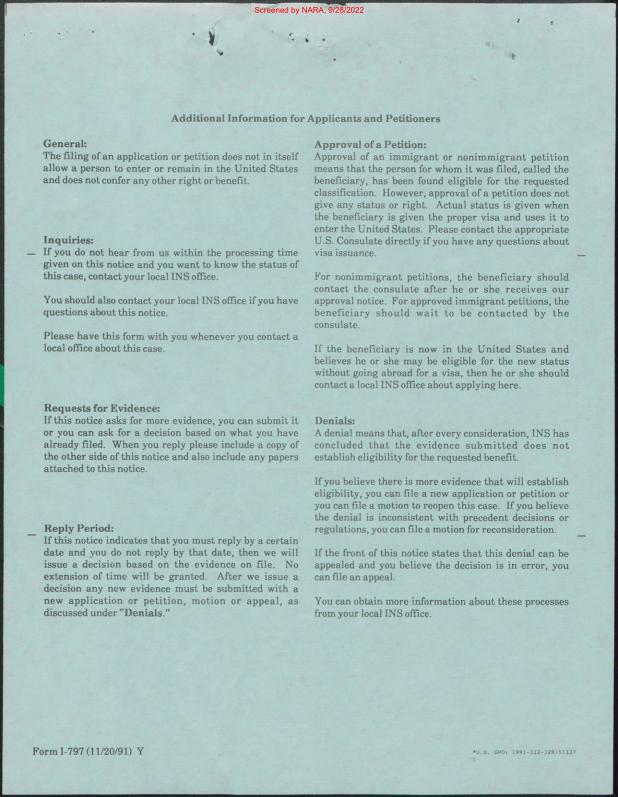 Screened by NARA, 9/28/2022
Additional Information for Applicants and Petitioners
General:
The filing of an application or petition does not in itself
allow a person to enter or remain in the United States
and does not confer any other right or benefit.
Inquiries:
If you do not hear from us within the processing time
given on this notice and you want to know the status of
this case, contact your local INS office.
You should also contact your local INS office if you have
questions about this notice.
Please have this form with you whenever you contact a
local office about this case.
Requests for Evidence:
If this notice asks for more evidence, you can submit it
or you can ask for a decision based on what you have
already filed. When you reply please include a copy of
the other side of this notice and also include any papers
attached to this notice.
Reply Period:
If this notice indicates that you must reply by a certain
date and you do not reply by that date, then we will
issue a decision based on the evidence on file. No
extension of time will be granted. After we issue a
decision any new evidence must be submitted with a
new application or petition, motion or appeal, as
discussed under "Denials."
Approval of a Petition:
Approval of an immigrant or nonimmigrant petition
means that the person for whom it was filed, called the
beneficiary, has been found eligible for the requested
classification. However, approval of a petition does not
give any status or right. Actual status is given when
the beneficiary is given the proper visa and uses it to
enter the United States. Please contact the appropriate
U.S. Consulate directly if you have any questions about
visa issuance.
For nonimmigrant petitions, the beneficiary should
contact the consulate after he or she receives our
approval notice. For approved immigrant petitions, the
beneficiary should wait to be contacted by the
consulate.
If the beneficiary is now in the United States and
believes he or she may be eligible for the new status
without going abroad for a visa, then he or she should
contact a local INS office about applying here.
Denials:
A denial means that, after every consideration, INS has
concluded that the evidence submitted does not
establish eligibility for the requested benefit.
If you believe there is more evidence that will establish
eligibility, you can file a new application or petition or
you can file a motion to reopen this case. If you believe
the denial is inconsistent with precedent decisions or
regulations, you can file a motion for reconsideration.
If the front of this notice states that this denial can be
appealed and you believe the decision is in error, you
can file an appeal.
You can obtain more information about these processes
from your local INS office.
Form I-797 (11/20/91) Y
*U.S. GPO: 1991-312-328/51127